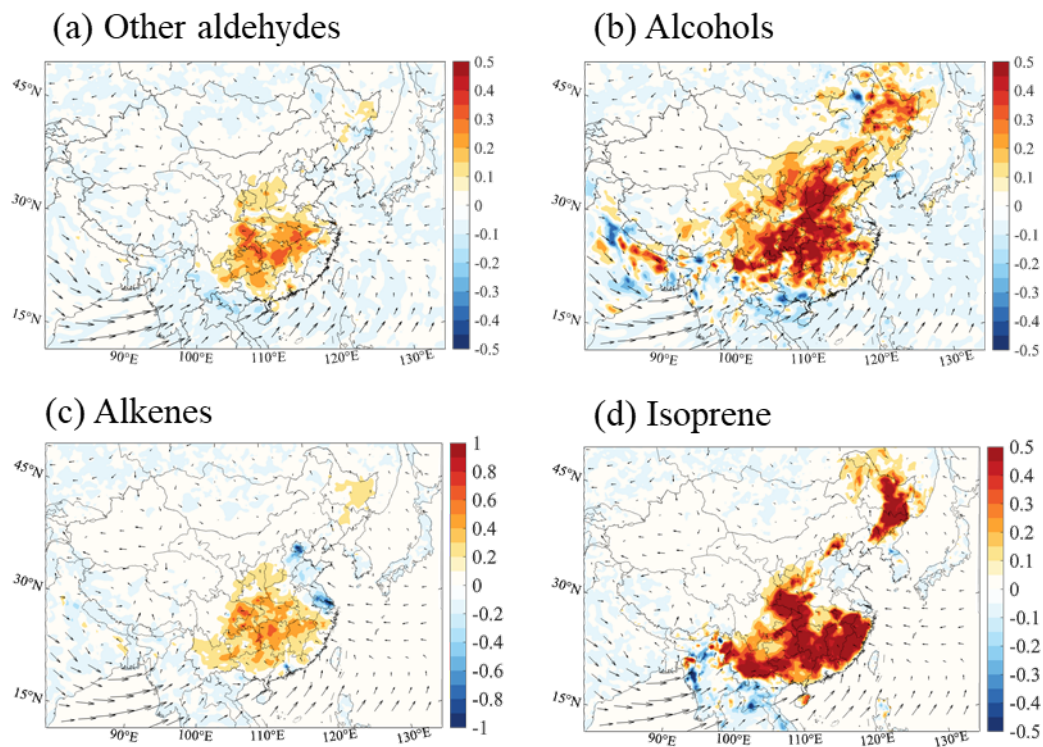 (a) Other aldehydes
(b) Alcohols
45°N
30°N
15°N
90°E 100°E 110°E 120°E 130°E
0.5
0.4
0.3
0.2
0.1
0
-0.1
-0.2
-0.3
-0.4
-0.5
45°N
30°N
15°N
90°E 100°E 110°E 120°E 130°E
0.5
0.4
0.3
0.2
0.1
0
-0.1
-0.2
-0.3
-0.4
-0.5
(c) Alkenes
(d) Isoprene
45°N
30°N
15°N
90°E 100°E 110°E 120°E 130°E
1
0.8
0.6
0.4
0.2
0
-0.2
-0.4
-0.6
-0.8
-1
45°N
30°N
15°N
90°E 100°E 110°E 120°E 130°E
0.5
0.4
0.3
0.2
0.1
0
-0.1
-0.2
-0.3
-0.4
-0.5